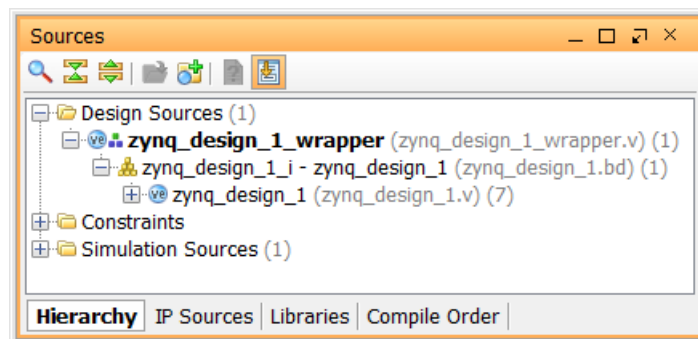 Sources
Design Sources (1)
zynq_design_1_wrapper (zynq_design_1_wrapper.v) (1)
zynq_design_1_i - zynq_design_1 (zynq_design_1.bd) (1)
zynq_design_1 (zynq_design_1.v) (7)
Constraints
Simulation Sources (1)
Hierarchy IP Sources Libraries Compile Order